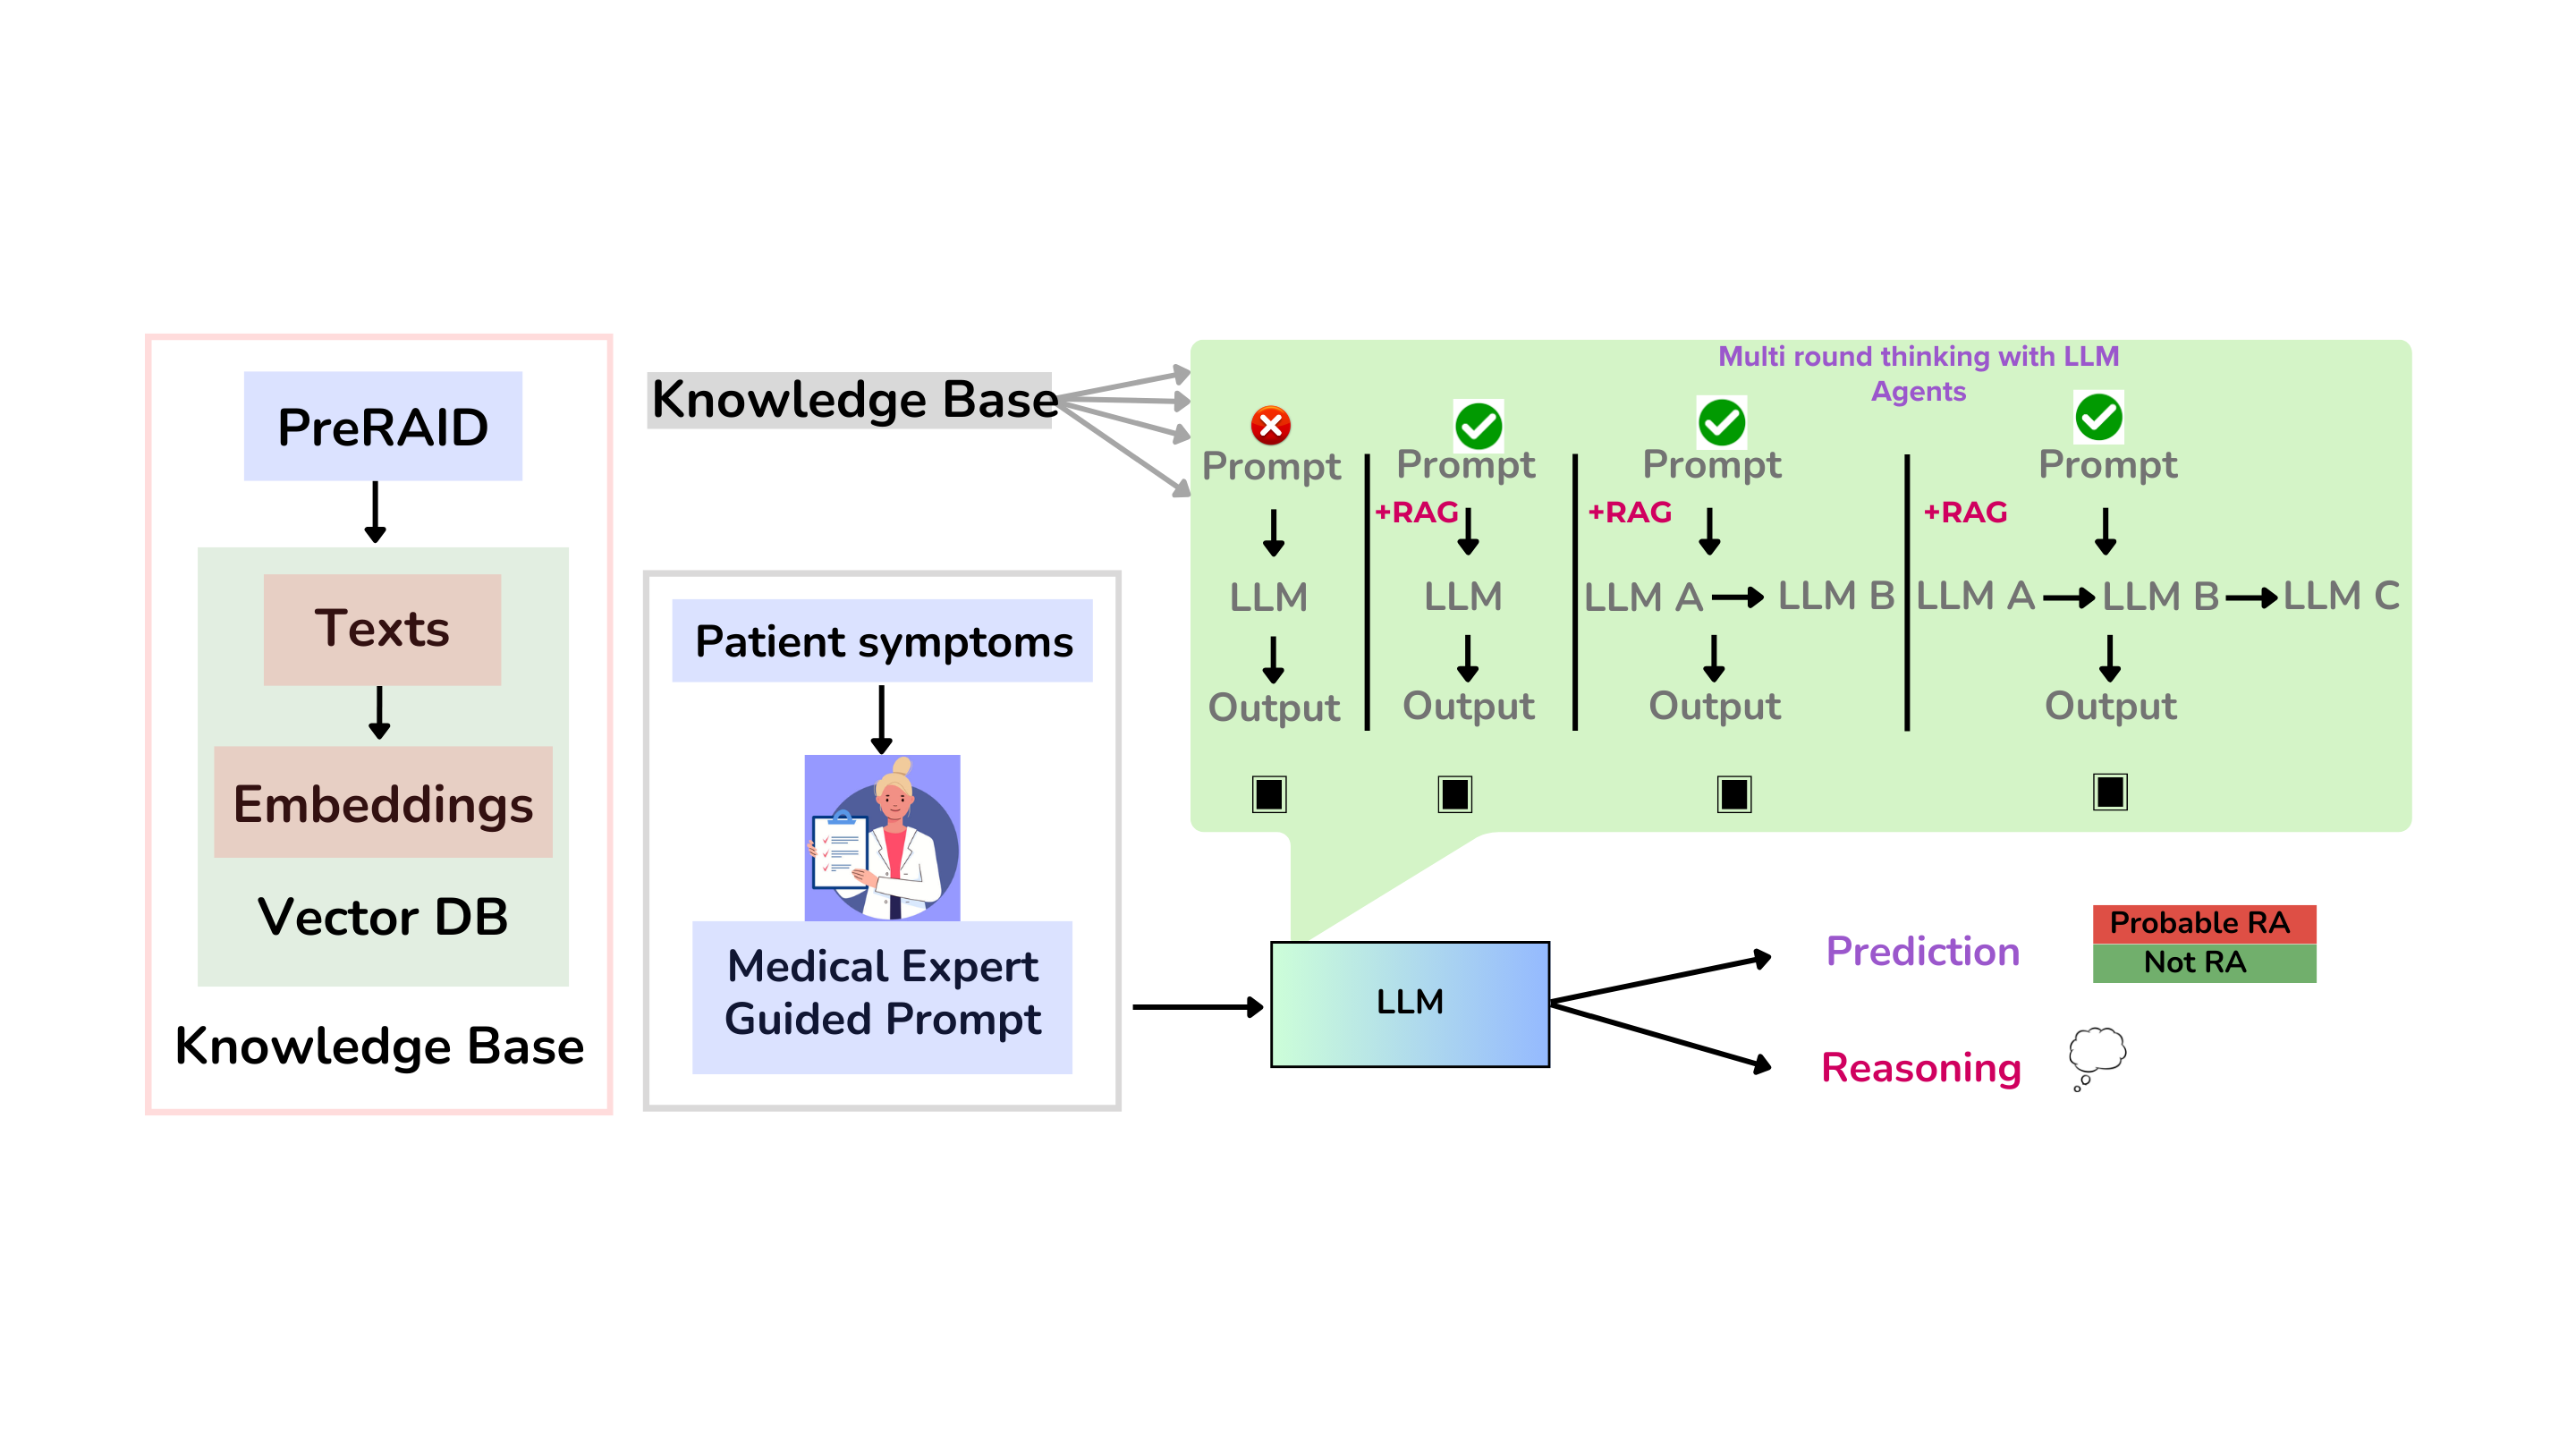 PreRAID
Texts
Embeddings
Vector DB
Knowledge Base
Knowledge Base
Patient symptoms
Medical Expert
Guided Prompt
Multi round thinking with LLM
Agents
Prompt
LLM
Output
Prompt
+RAG
LLM
Output
Prompt
+RAG
LLM A
LLM B
Output
Prompt
+RAG
LLM A
LLM B
LLM C
Output
LLM
Prediction
Probable RA
Not RA
Reasoning